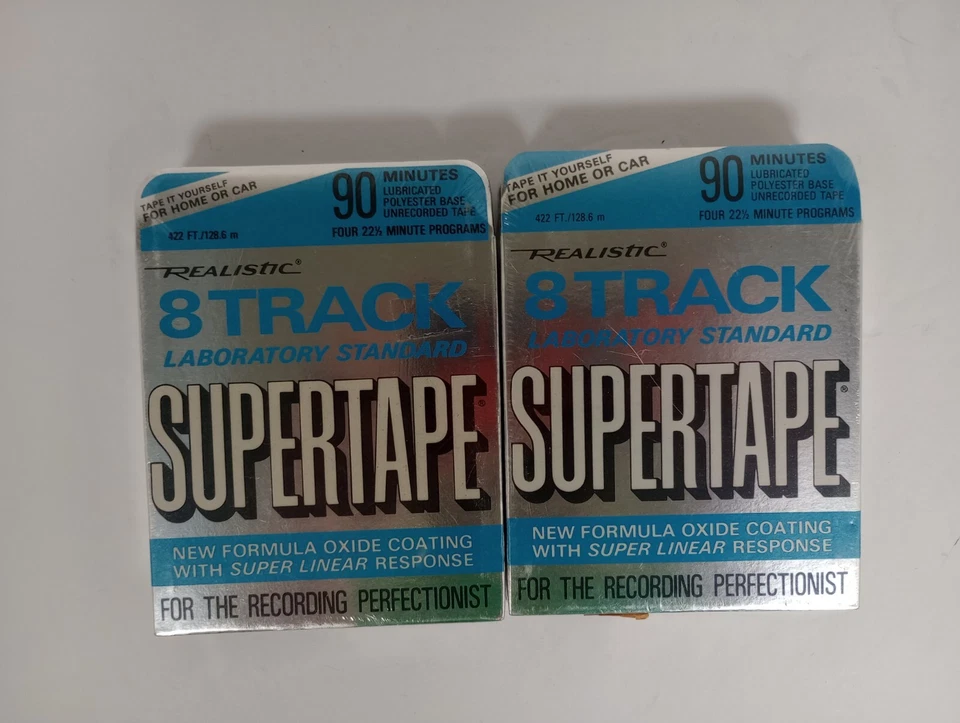 TAPE IT YOURSELF
FOR HOME OR CAR
90 MINUTES
LUBRICATED
POLYESTER BASE
UNRECORDED TAPE
422 FT./128.6 m
FOUR 22½ MINUTE PROGRAMS
REALISTIC®
8 TRACK
LABORATORY STANDARD
SUPERTAPE®
NEW FORMULA OXIDE COATING
WITH SUPER LINEAR RESPONSE
FOR THE RECORDING PERFECTIONIST
TAPE IT YOURSELF
FOR HOME OR CAR
90 MINUTES
LUBRICATED
POLYESTER BASE
UNRECORDED TAPE
422 FT./128.6 m
FOUR 22½ MINUTE PROGRAMS
REALISTIC®
8 TRACK
LABORATORY STANDARD
SUPERTAPE®
NEW FORMULA OXIDE COATING
WITH SUPER LINEAR RESPONSE
FOR THE RECORDING PERFECTIONIST